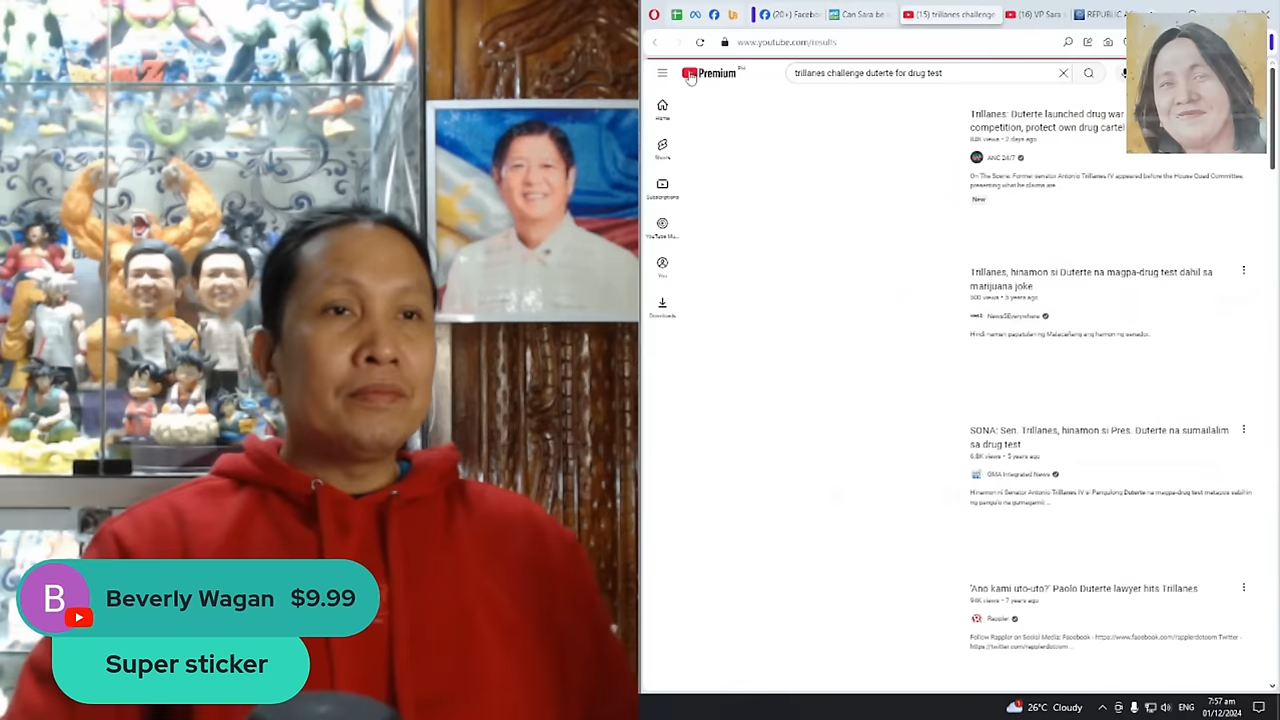 (20+) Facebo
Can Sara be
(15) trillanes challenge
(16) VP Sara
REPUBLIC A
www.youtube.com/results
Premium PH
trillanes challenge duterte for drug test
Home
Shorts
Subscriptions
YouTube Mu...
You
Downloads
Trillanes: Duterte launched drug war
competition, protect own drug cartel
2 days ago
ANC 24/7
On The Scene: Former senator Antonio Trillanes IV appeared before the House Quad Committee,
presenting what he claims are
New
Trillanes, hinamon si Duterte na magpa-drug test dahil sa
marijuana joke
500 views • 5 years ago
News5Everywhere
Hindi naman papatulan ng Malacañang ang hamon ng senador.
SONA: Sen. Trillanes, hinamon si Pres. Duterte na sumailalim
sa drug test
6.8K views • 5 years ago
GMA Integrated News
Hinamon ni Senator Antonio Trillanes IV si Pangulong Duterte na magpa-drug test matapos sabihin
ng pangulo na gumagamit ...
'Ano kami uto-uto?' Paolo Duterte lawyer hits Trillanes
94K views • 7 years ago
Rappler
Follow Rappler on Social Media: Facebook - https://www.facebook.com/rapplerdotcom Twitter -
https://twitter.com/rapplerdotcom ...
B
Beverly Wagan $9.99
Super sticker
26°C Cloudy
ENG
7:57 am
01/12/2024